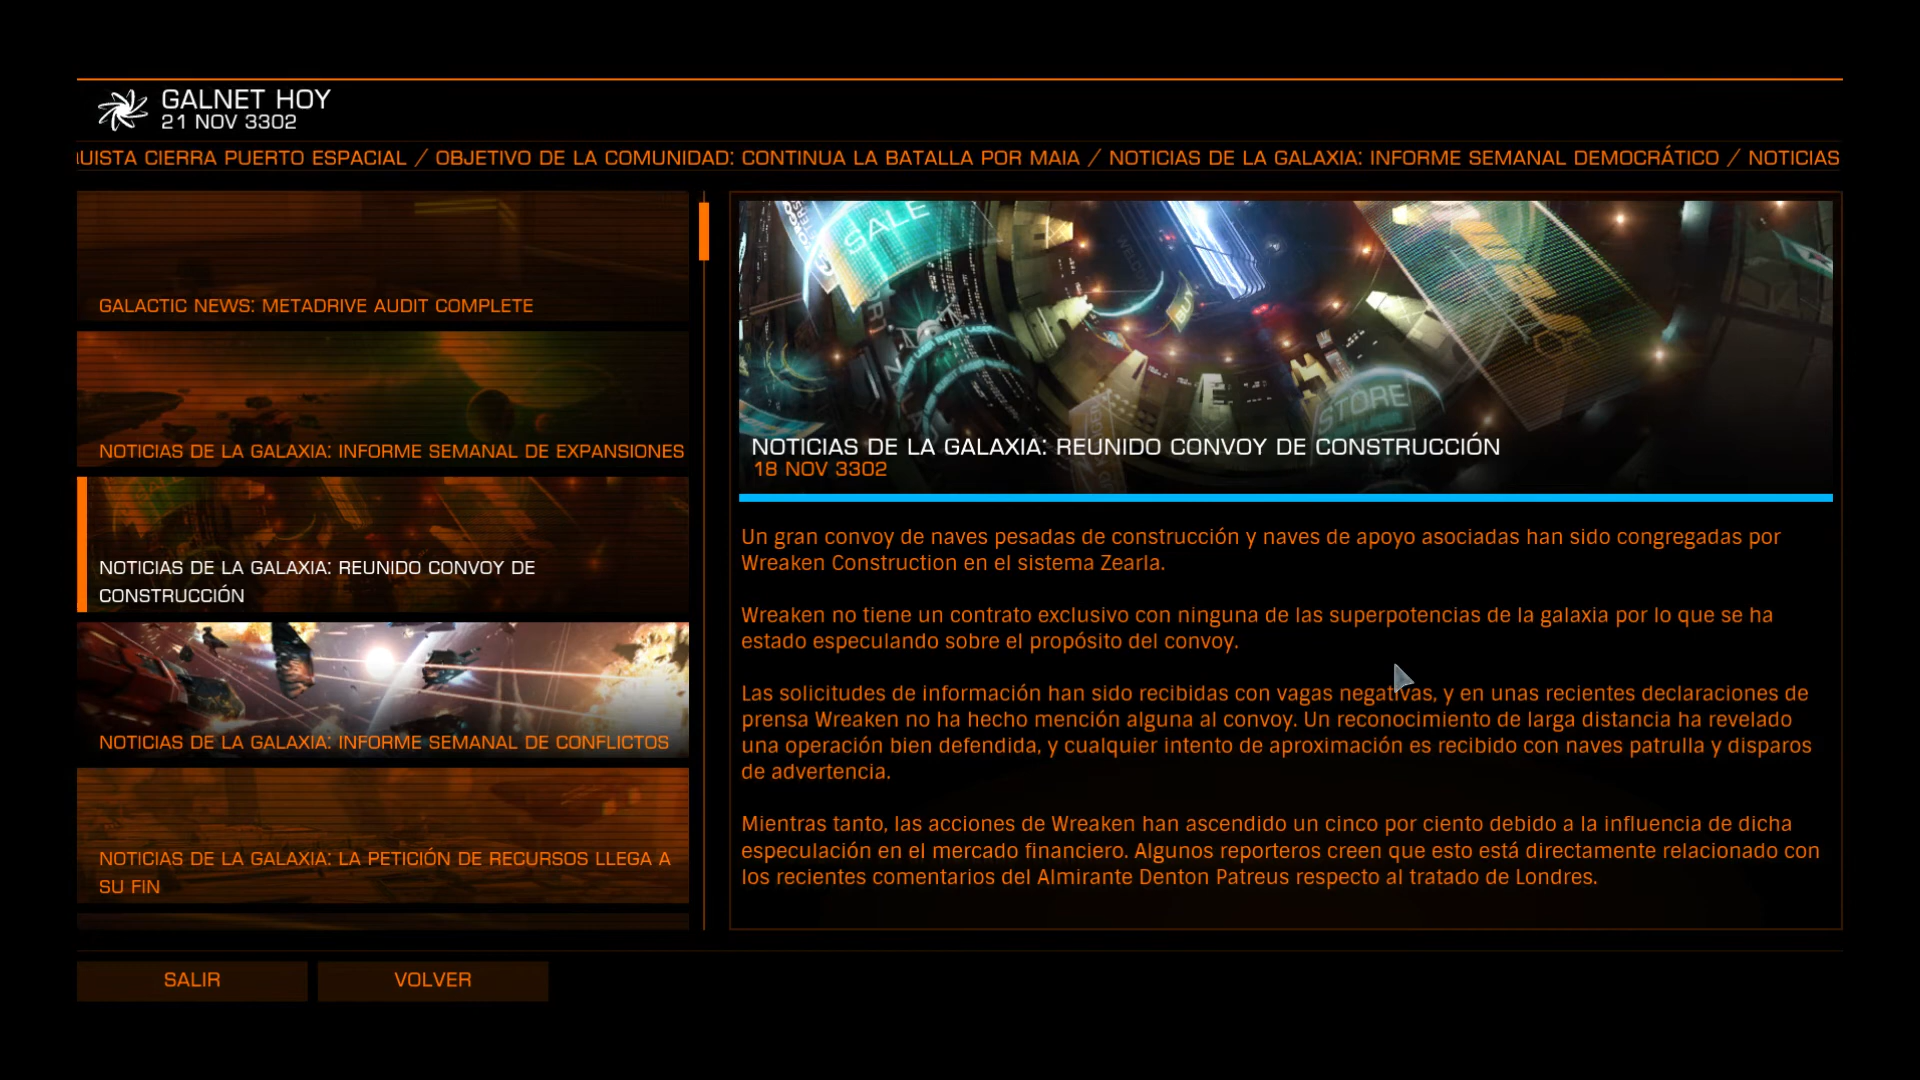 GALNET HOY
21 NOV 3302
UISTA CIERRA PUERTO ESPACIAL / OBJETIVO DE LA COMUNIDAD: CONTINUA LA BATALLA POR MAIA / NOTICIAS DE LA GALAXIA: INFORME SEMANAL DEMOCRÁTICO / NOTICIAS
GALACTIC NEWS: METADRIVE AUDIT COMPLETE
NOTICIAS DE LA GALAXIA: INFORME SEMANAL DE EXPANSIONES
NOTICIAS DE LA GALAXIA: REUNIDO CONVOY DE
CONSTRUCCIÓN
NOTICIAS DE LA GALAXIA: INFORME SEMANAL DE CONFLICTOS
NOTICIAS DE LA GALAXIA: LA PETICIÓN DE RECURSOS LLEGA A
SU FIN
SALE
BUY
STORE
NOTICIAS DE LA GALAXIA: REUNIDO CONVOY DE CONSTRUCCIÓN
18 NOV 3302
Un gran convoy de naves pesadas de construcción y naves de apoyo asociadas han sido congregadas por
Wreaken Construction en el sistema Zearla.
Wreaken no tiene un contrato exclusivo con ninguna de las superpotencias de la galaxia por lo que se ha
estado especulando sobre el propósito del convoy.
Las solicitudes de información han sido recibidas con vagas negativas, y en unas recientes declaraciones de
prensa Wreaken no ha hecho mención alguna al convoy. Un reconocimiento de larga distancia ha revelado
una operación bien defendida, y cualquier intento de aproximación es recibido con naves patrulla y disparos
de advertencia.
Mientras tanto, las acciones de Wreaken han ascendido un cinco por ciento debido a la influencia de dicha
especulación en el mercado financiero. Algunos reporteros creen que esto está directamente relacionado con
los recientes comentarios del Almirante Denton Patreus respecto al tratado de Londres.
SALIR
VOLVER